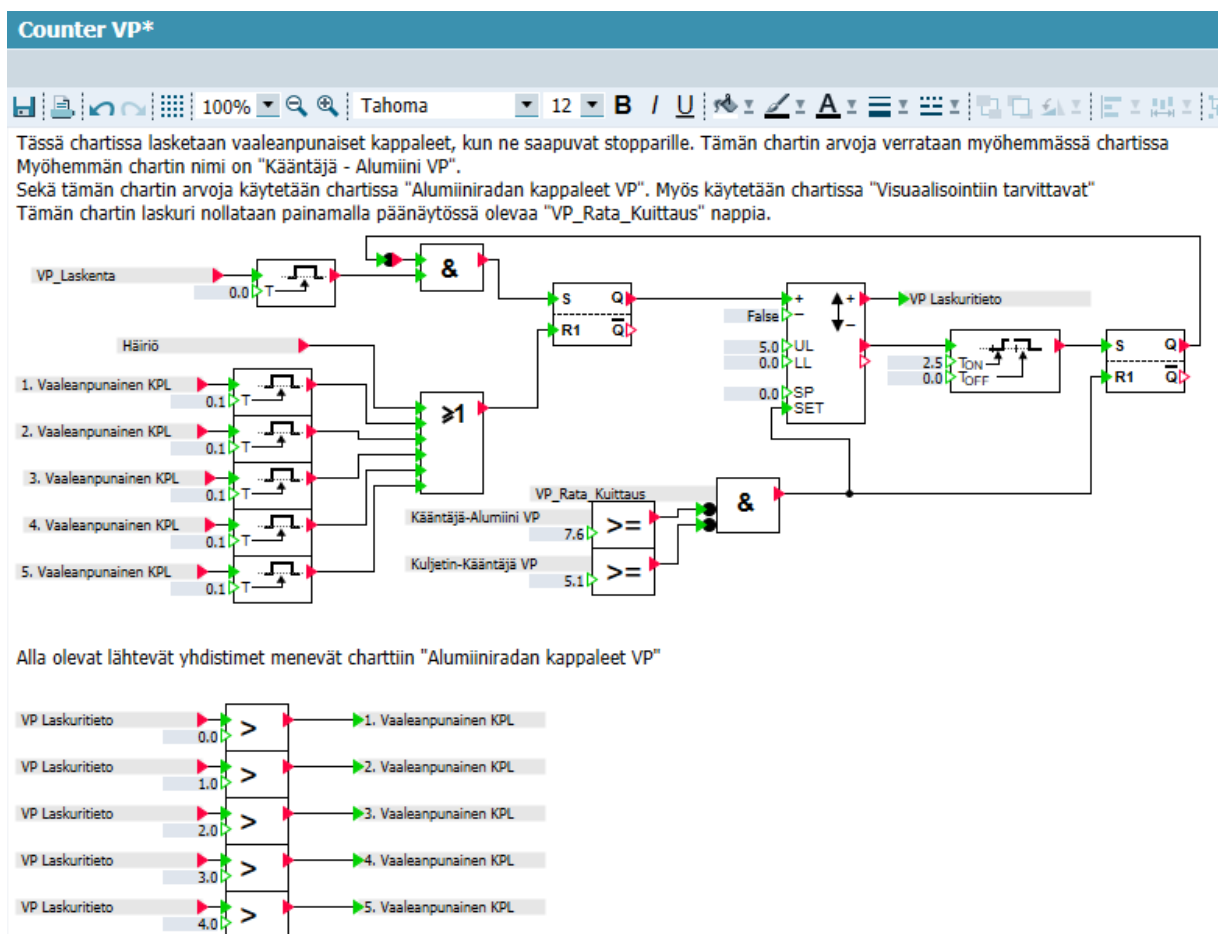 Counter VP*
100% Tahoma 12 B I U A
Tässä chartissa lasketaan vaaleanpunaiset kappaleet, kun ne saapuvat stopparille. Tämän chartin arvoja verrataan myöhemmässä chartissa
Myöhemmän chartin nimi on "Kääntäjä - Alumiini VP".
Sekä tämän chartin arvoja käytetään chartissa "Alumiiniradan kappaleet VP". Myös käytetään chartissa "Visuaalisointiin tarvittavat"
Tämän chartin laskuri nollataan painamalla päänäytössä olevaa "VP_Rata_Kuittaus" nappia.
VP_Laskenta
0.0 T
&
S Q
R1 Q
+
−
False
5.0 UL
0.0 LL
0.0 SP
SET
+
−
VP Laskuritieto
2.5 TON
0.0 TOFF
S Q
R1 Q
Häiriö
1. Vaaleanpunainen KPL
0.1 T
2. Vaaleanpunainen KPL
0.1 T
3. Vaaleanpunainen KPL
0.1 T
4. Vaaleanpunainen KPL
0.1 T
5. Vaaleanpunainen KPL
0.1 T
≥1
VP_Rata_Kuittaus
Kääntäjä-Alumiini VP
7.6 >=
Kuljetin-Kääntäjä VP
5.1 >=
&
Alla olevat lähtevät yhdistimet menevät charttiin "Alumiiniradan kappaleet VP"
VP Laskuritieto
0.0 >
1. Vaaleanpunainen KPL
VP Laskuritieto
1.0 >
2. Vaaleanpunainen KPL
VP Laskuritieto
2.0 >
3. Vaaleanpunainen KPL
VP Laskuritieto
3.0 >
4. Vaaleanpunainen KPL
VP Laskuritieto
4.0 >
5. Vaaleanpunainen KPL